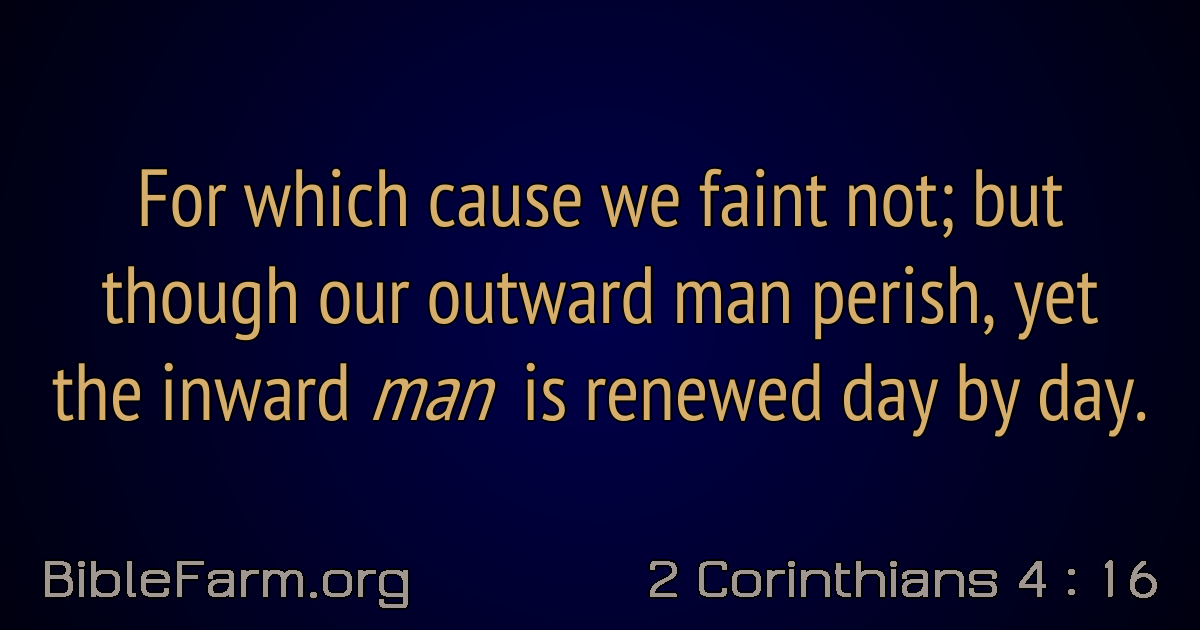 For which cause we faint not; but
though our outward man perish, yet
the inward man is renewed day by day.
BibleFarm.org
2 Corinthians 4 : 16